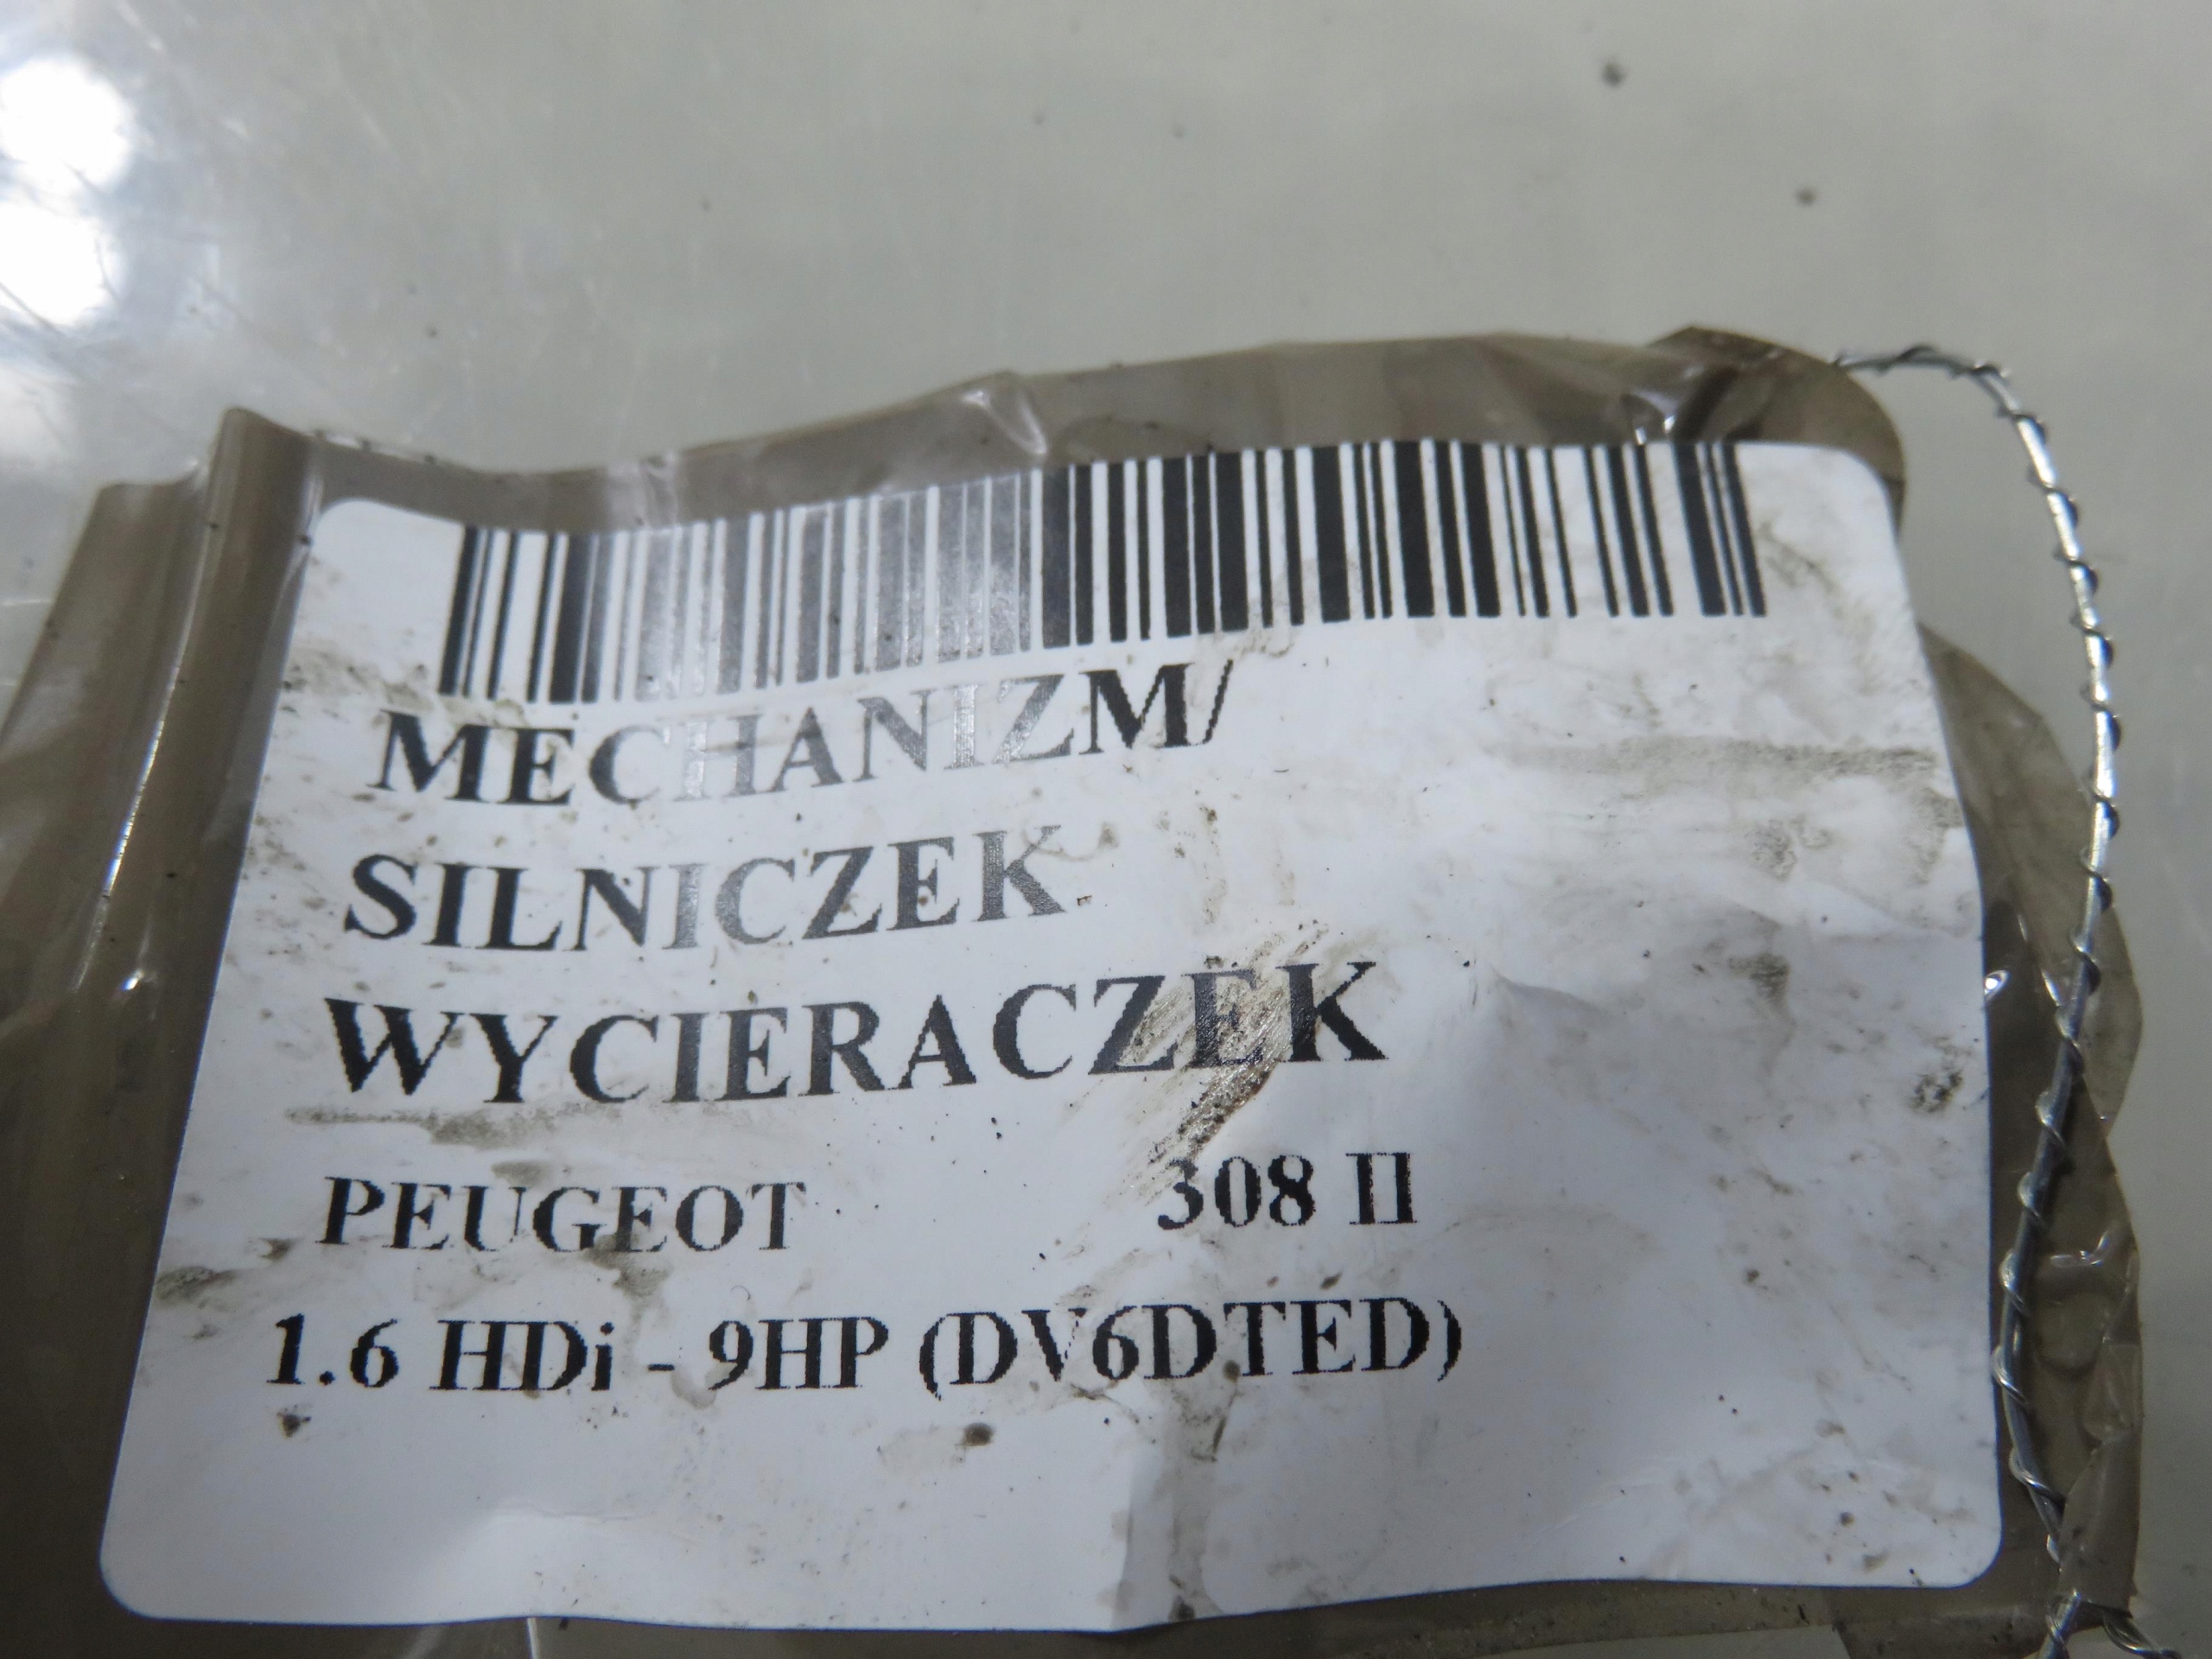 MECHANIZM/
SILNICZEK
WYCIERACZEK
PEUGEOT 308 II
1.6 HDi - 9HP (DV6DTED)